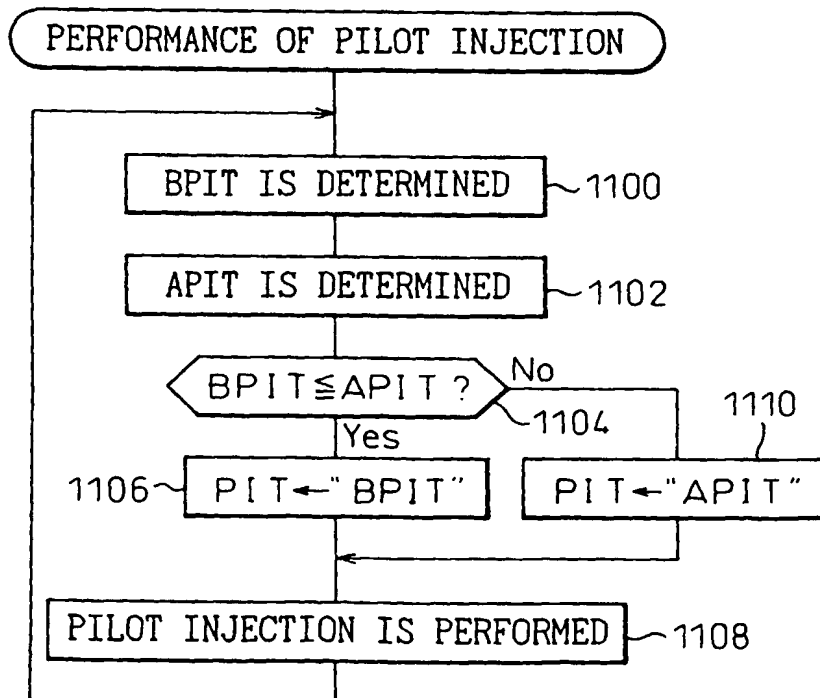 PERFORMANCE OF PILOT INJECTION
BPIT IS DETERMINED
1100
APIT IS DETERMINED
1102
BPIT≦APIT?
No
1104
1110
Yes
1106
PIT←"BPIT"
PIT←"APIT"
PILOT INJECTION IS PERFORMED
1108